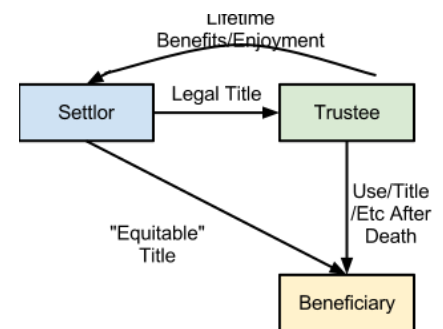 Lifetime
Benefits/Enjoyment
Settlor
Legal Title
Trustee
Use/Title
/Etc After
Death
"Equitable"
Title
Beneficiary